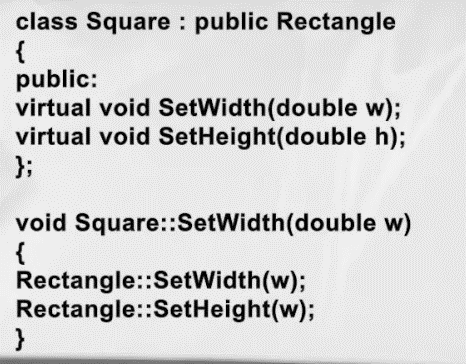 class Square : public Rectangle
{
public:
virtual void SetWidth(double w);
virtual void SetHeight(double h);
};
void Square::SetWidth(double w)
{
Rectangle::SetWidth(w);
Rectangle::SetHeight(w);
}